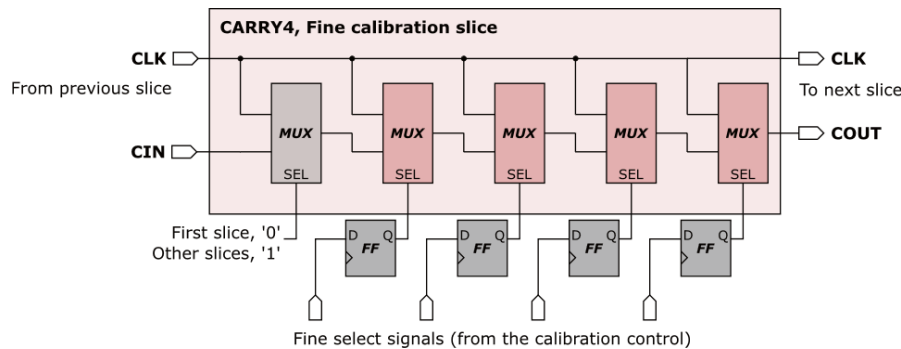 CARRY4, Fine calibration slice
CLK
CLK
From previous slice
To next slice
MUX
MUX
MUX
MUX
MUX
COUT
CIN
SEL
SEL
SEL
SEL
SEL
First slice, '0'
Other slices, '1'
D Q
FF
D Q
FF
D Q
FF
D Q
FF
Fine select signals (from the calibration control)